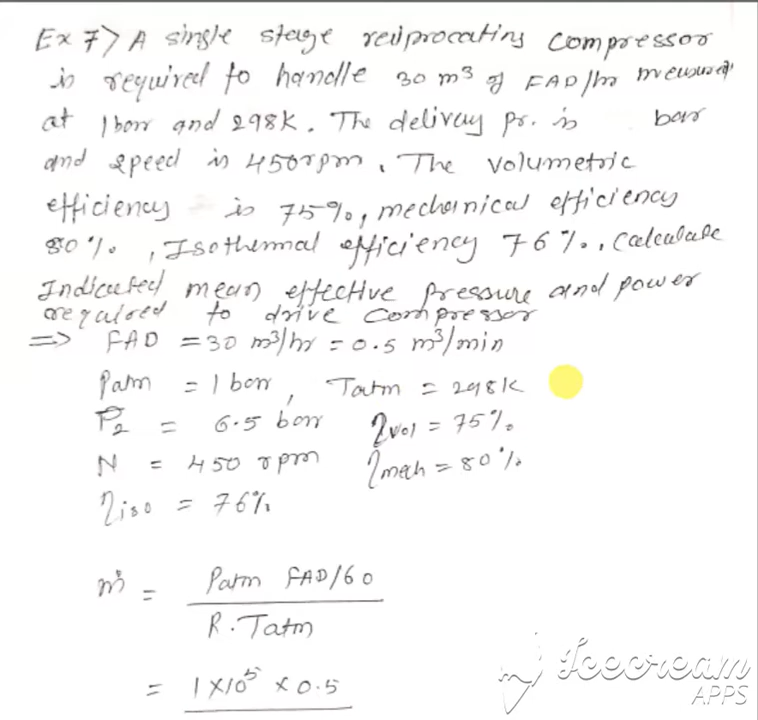 Ex 7> A single stage reciprocating compressor
is required to handle 30 m³ of FAD/hr measured
at 1 bar and 298K. The delivery pr. is bar
and speed is 450 rpm. The volumetric
efficiency is 75%, mechanical efficiency
80%, Isothermal efficiency 76%. Calculate
Indicated mean effective pressure and power
required to drive compressor
=> FAD = 30 m³/hr = 0.5 m³/min
Patm = 1 bar, Tatm = 298K
P₂ = 6.5 bar ηvol = 75%
N = 450 rpm ηmech = 80%
ηiso = 76%
ṁ = Patm FAD/60
R. Tatm
= 1x10⁵ x 0.5
Icecream
APPS